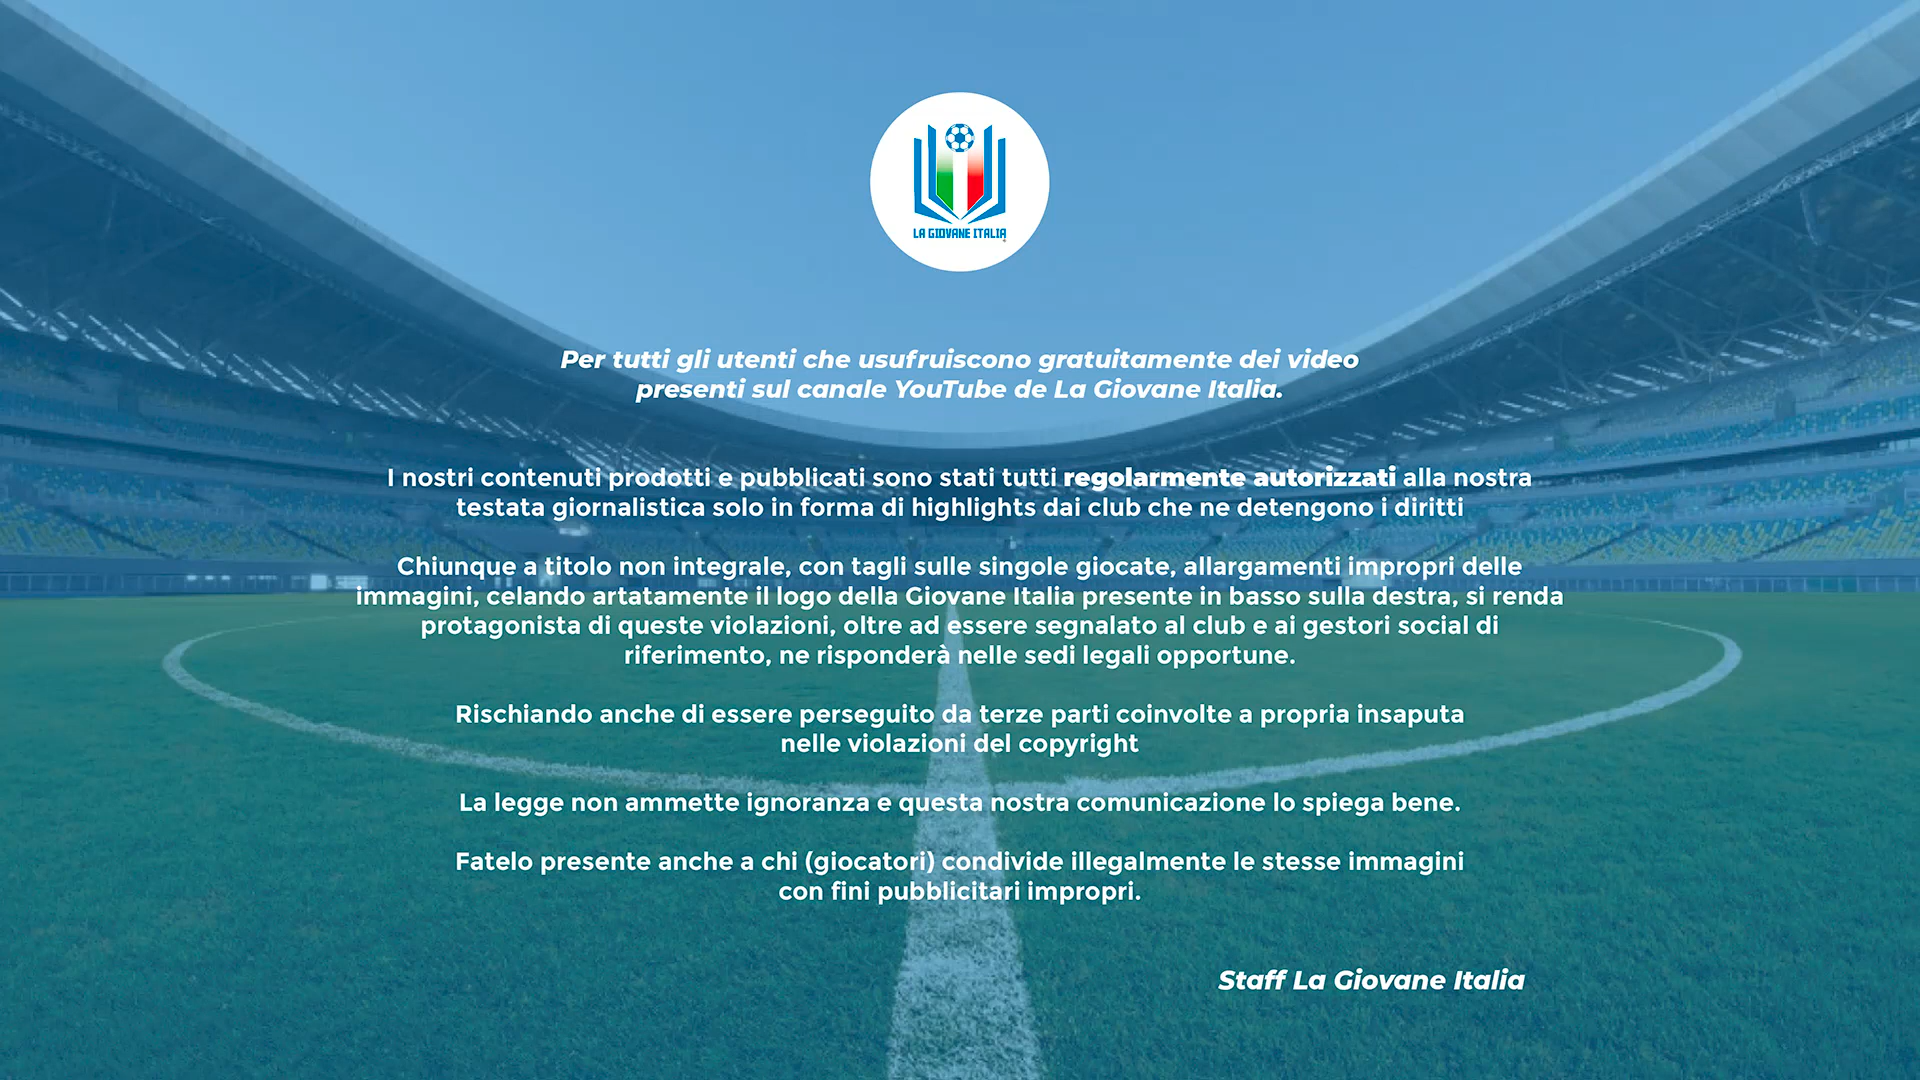 LA GIOVANE ITALIA
Per tutti gli utenti che usufruiscono gratuitamente dei video
presenti sul canale YouTube de La Giovane Italia.
I nostri contenuti prodotti e pubblicati sono stati tutti regolarmente autorizzati alla nostra
testata giornalistica solo in forma di highlights dai club che ne detengono i diritti
Chiunque a titolo non integrale, con tagli sulle singole giocate, allargamenti impropri delle
immagini, celando artatamente il logo della Giovane Italia presente in basso sulla destra, si renda
protagonista di queste violazioni, oltre ad essere segnalato al club e ai gestori social di
riferimento, ne risponderà nelle sedi legali opportune.
Rischiando anche di essere perseguito da terze parti coinvolte a propria insaputa
nelle violazioni del copyright
La legge non ammette ignoranza e questa nostra comunicazione lo spiega bene.
Fatelo presente anche a chi (giocatori) condivide illegalmente le stesse immagini
con fini pubblicitari impropri.
Staff La Giovane Italia